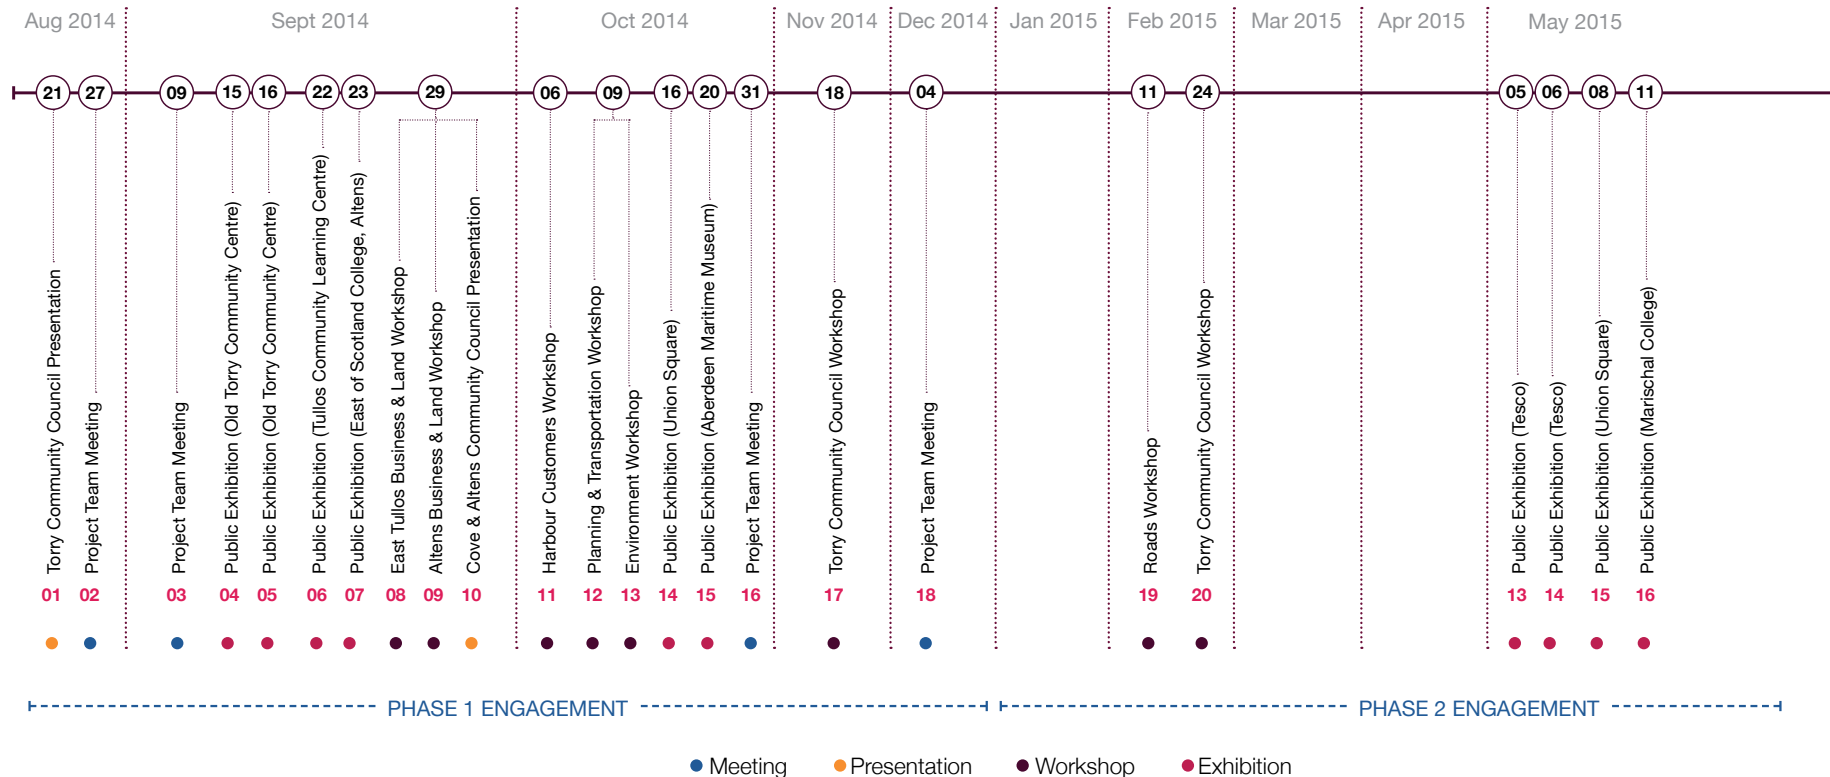 Aug 2014 Sept 2014 Oct 2014 Nov 2014 Dec 2014 Jan 2015 Feb 2015 Mar 2015 Apr 2015 May 2015
21 27 09 15 16 22 23 29 06 09 16 20 31 18 04 11 24 05 06 08 11
Torry Community Council Presentation
Project Team Meeting
Project Team Meeting
Public Exhibition (Old Torry Community Centre)
Public Exhibition (Old Torry Community Centre)
Public Exhibition (Tullos Community Learning Centre)
Public Exhibition (East of Scotland College, Altens)
East Tullos Business & Land Workshop
Altens Business & Land Workshop
Cove & Altens Community Council Presentation
Harbour Customers Workshop
Planning & Transportation Workshop
Environment Workshop
Public Exhibition (Union Square)
Public Exhibition (Aberdeen Maritime Museum)
Project Team Meeting
Torry Community Council Workshop
Project Team Meeting
Roads Workshop
Torry Community Council Workshop
Public Exhibition (Tesco)
Public Exhibition (Tesco)
Public Exhibition (Union Square)
Public Exhibition (Marischal College)
01 02 03 04 05 06 07 08 09 10 11 12 13 14 15 16 17 18 19 20 13 14 15 16
PHASE 1 ENGAGEMENT PHASE 2 ENGAGEMENT
Meeting Presentation Workshop Exhibition